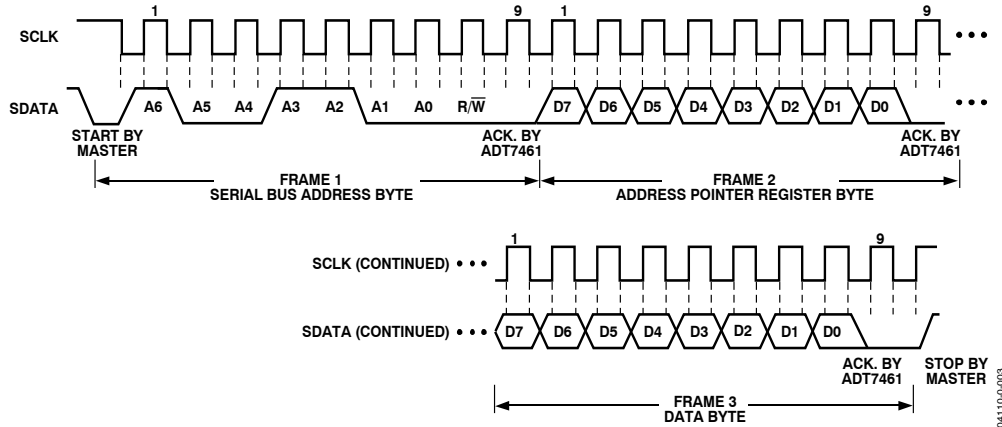 1 9 1 9
SCLK
SDATA A6 A5 A4 A3 A2 A1 A0 R/W̅ D7 D6 D5 D4 D3 D2 D1 D0
START BY
MASTER
ACK. BY
ADT7461
ACK. BY
ADT7461
FRAME 1
SERIAL BUS ADDRESS BYTE
FRAME 2
ADDRESS POINTER REGISTER BYTE
1 9
SCLK (CONTINUED)
SDATA (CONTINUED) D7 D6 D5 D4 D3 D2 D1 D0
ACK. BY
ADT7461
STOP BY
MASTER
FRAME 3
DATA BYTE
04110-0-003